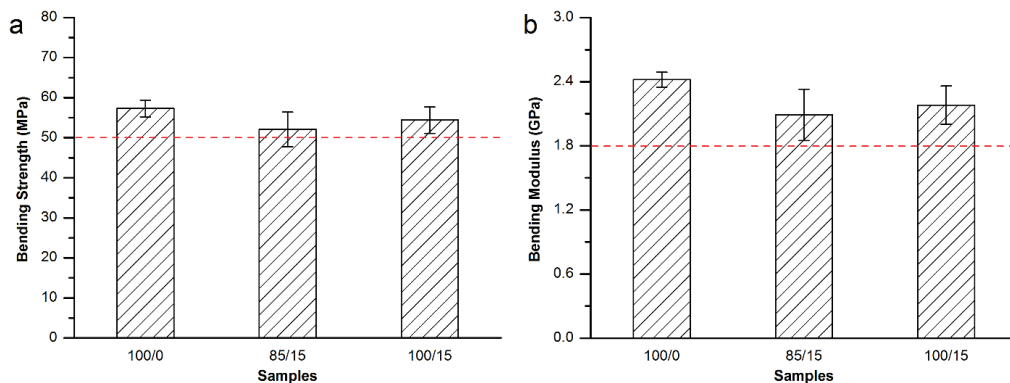 a
80
70
60
50
40
30
20
10
0
Bending Strength (MPa)
100/0 85/15 100/15
Samples
b
3.0
2.4
1.8
1.2
0.6
0.0
Bending Modulus (GPa)
100/0 85/15 100/15
Samples